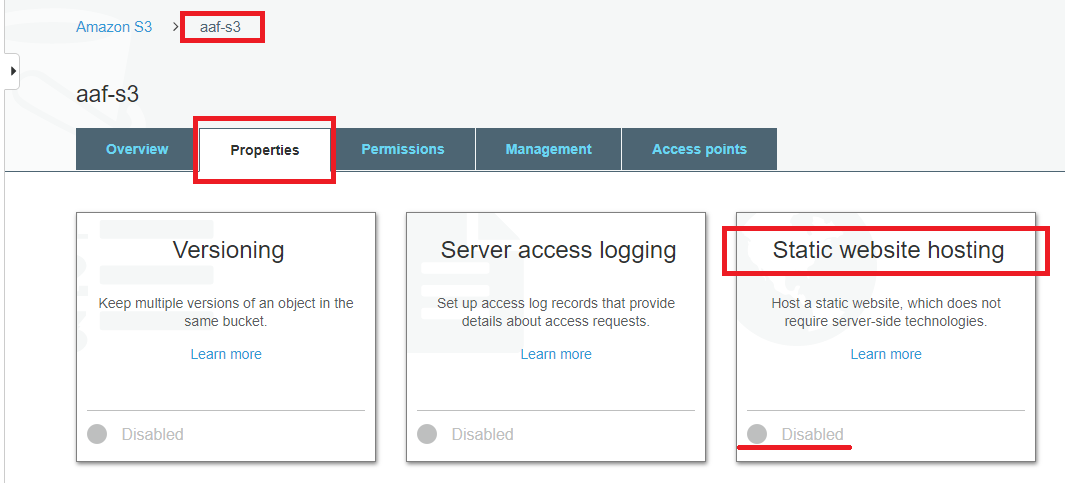 Amazon S3 > aaf-s3
aaf-s3
Overview Properties Permissions Management Access points
Versioning
Keep multiple versions of an object in the
same bucket.
Learn more
Disabled
Server access logging
Set up access log records that provide
details about access requests.
Learn more
Disabled
Static website hosting
Host a static website, which does not
require server-side technologies.
Learn more
Disabled